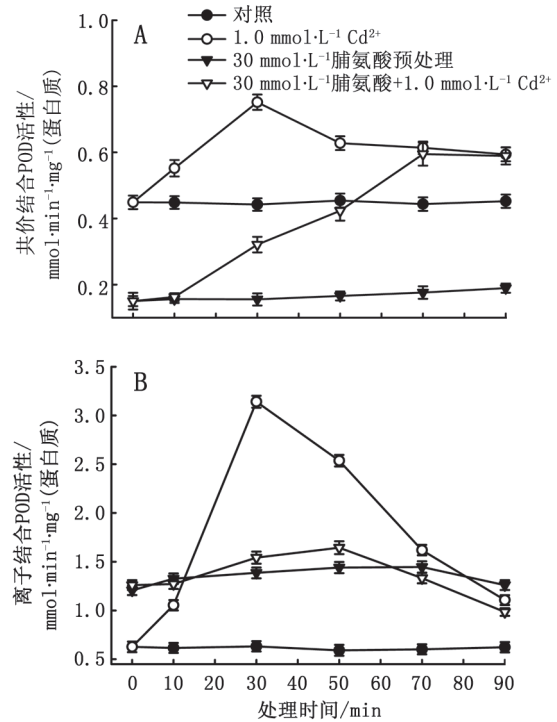 A
对照
1.0 mmol·L⁻¹ Cd²⁺
30 mmol·L⁻¹脯氨酸预处理
30 mmol·L⁻¹脯氨酸+1.0 mmol·L⁻¹ Cd²⁺
共价结合POD活性/
mmol·min⁻¹·mg⁻¹(蛋白质)
1.0
0.8
0.6
0.4
0.2
B
离子结合POD活性/
mmol·min⁻¹·mg⁻¹(蛋白质)
3.5
3.0
2.5
2.0
1.5
1.0
0.5
0 10 20 30 40 50 60 70 80 90
处理时间/min